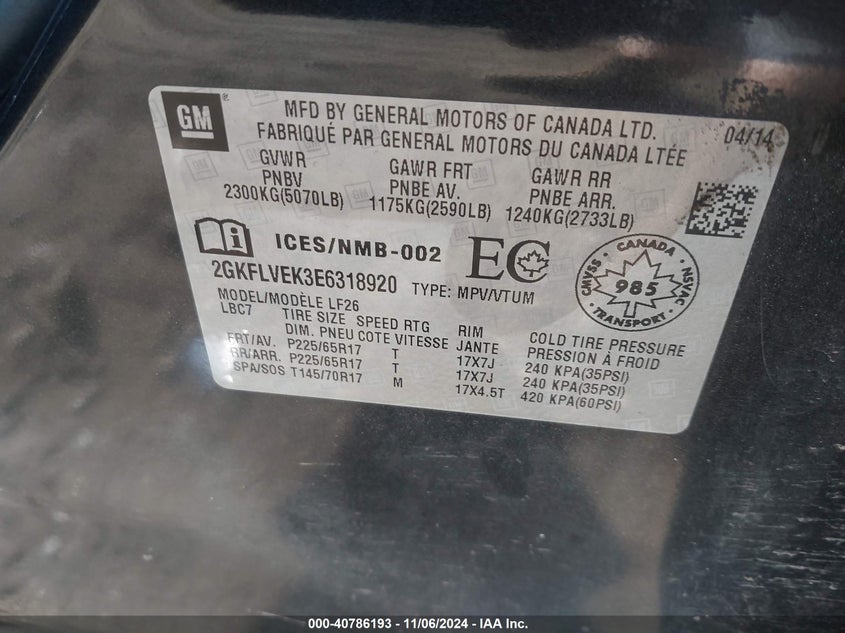 GM
MFD BY GENERAL MOTORS OF CANADA LTD.
FABRIQUÉ PAR GENERAL MOTORS DU CANADA LTÉE
04/14
GVWR GAWR FRT GAWR RR
PNBV PNBE AV. PNBE ARR.
2300KG(5070LB) 1175KG(2590LB) 1240KG(2733LB)
ICES/NMB-002 EC
2GKFLVEK3E6318920 TYPE: MPV/VTUM
CANADA
CMVSS 985 NSVAC
TRANSPORT
MODEL/MODÈLE LF26
LBC7 TIRE SIZE SPEED RTG RIM COLD TIRE PRESSURE
DIM. PNEU COTE VITESSE JANTE PRESSION À FROID
FRT/AV. P225/65R17 T 17X7J 240 KPA(35PSI)
RR/ARR. P225/65R17 T 17X7J 240 KPA(35PSI)
SPA/SOS T145/70R17 M 17X4.5T 420 KPA(60PSI)
000-40786193 - 11/06/2024 - IAA Inc.